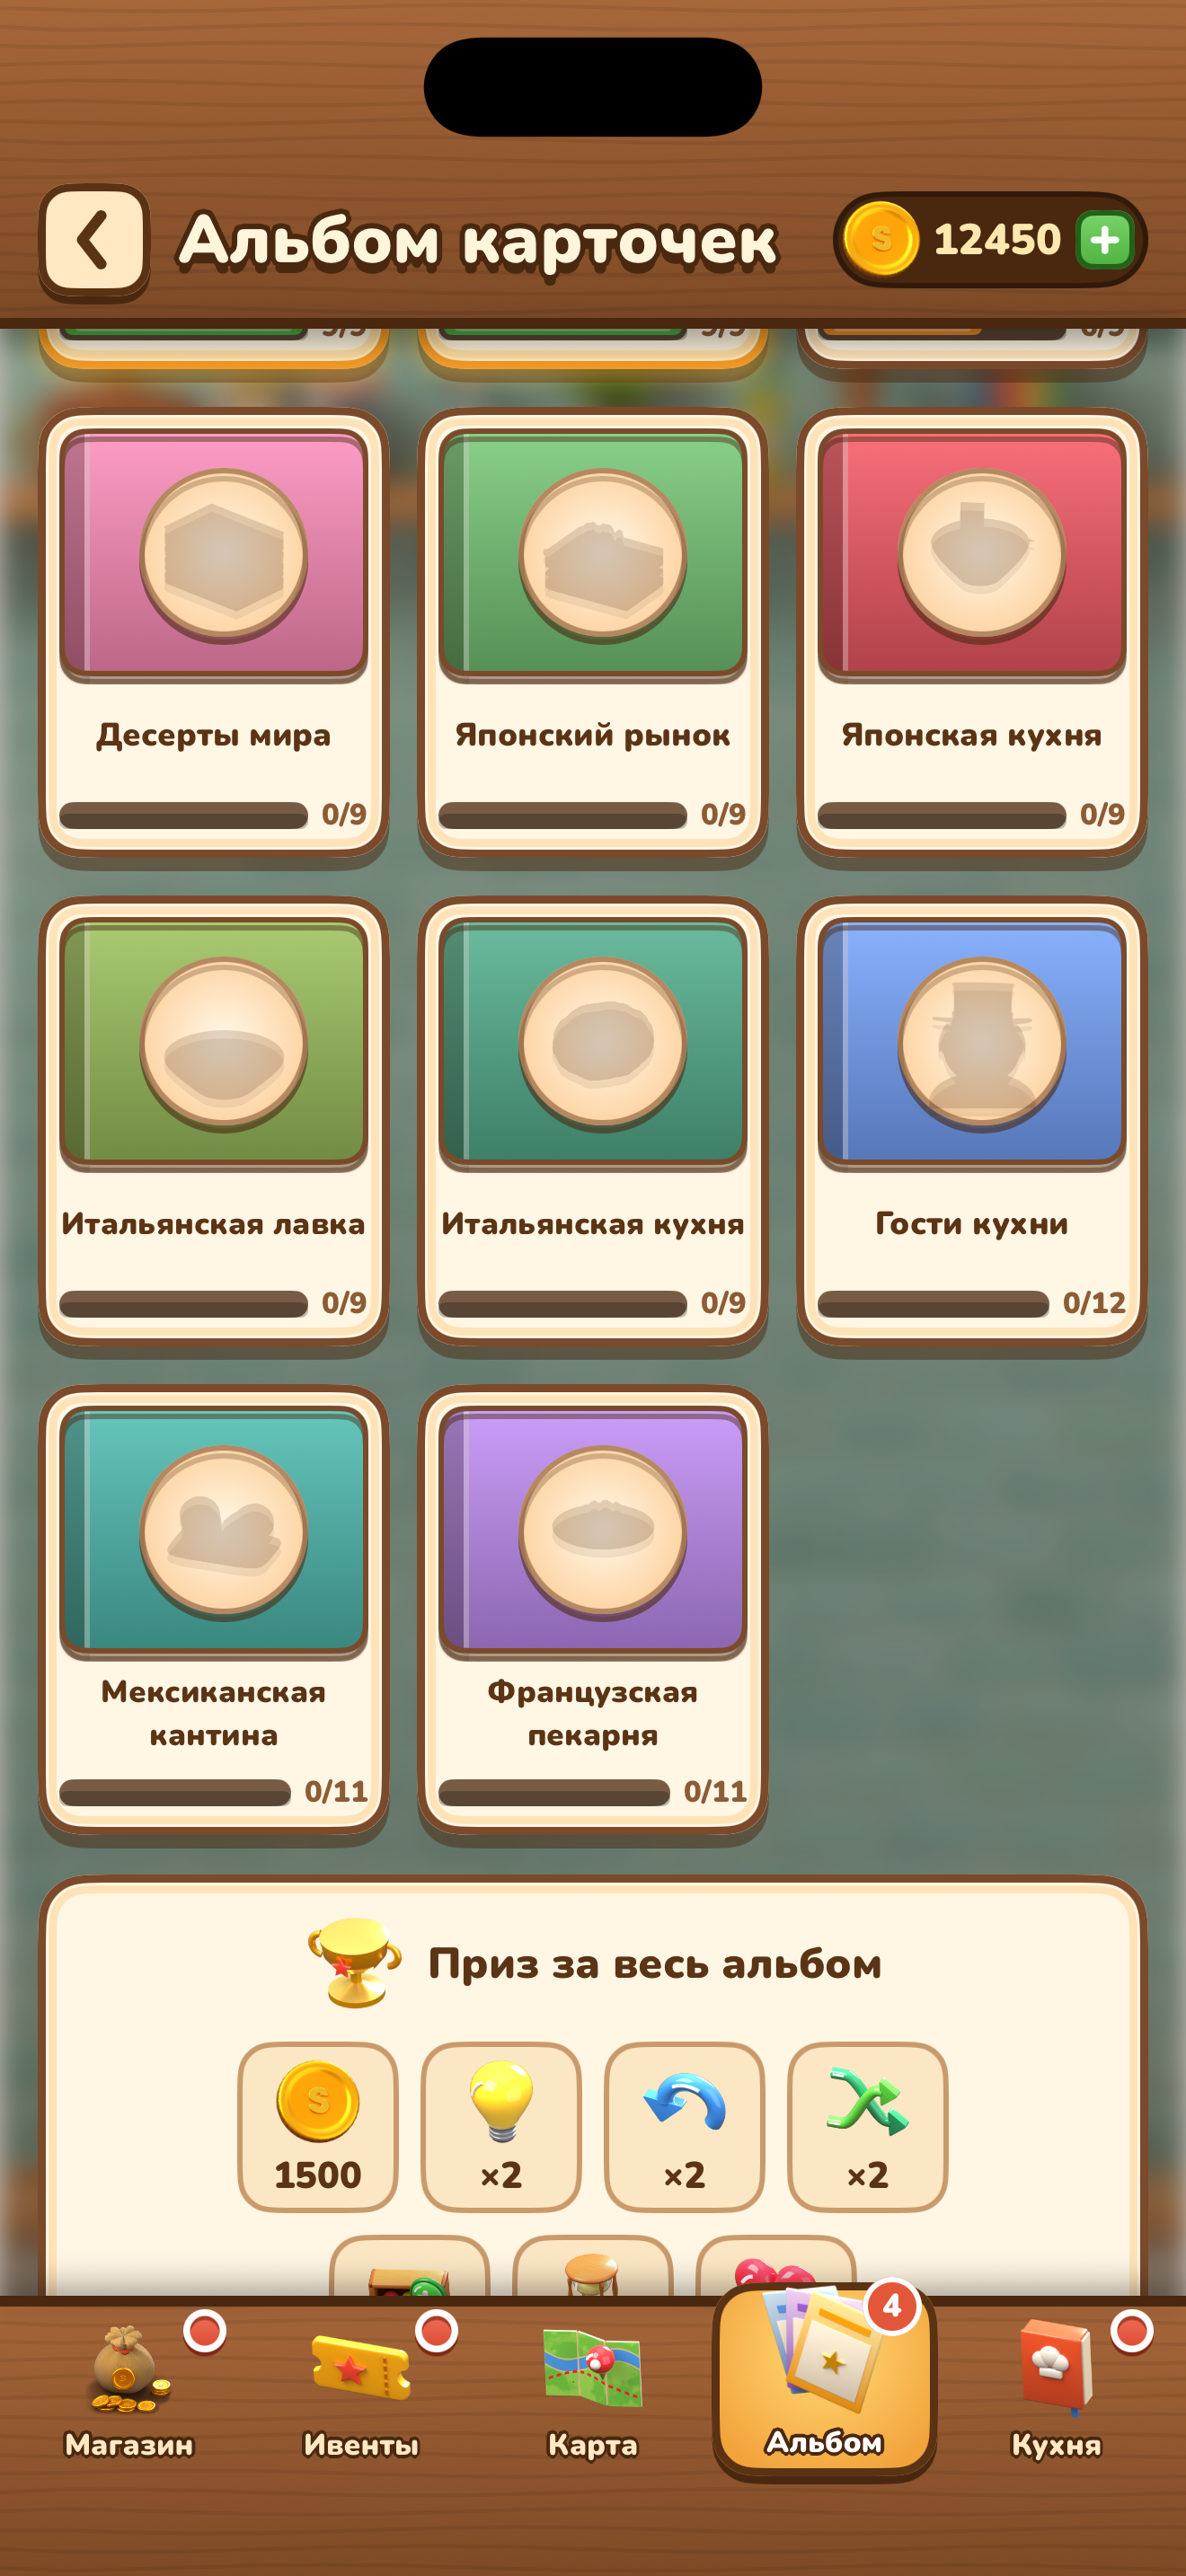 Альбом карточек
12450
Десерты мира
Японский рынок
Японская кухня
0/9
0/9
0/9
Итальянская лавка
Итальянская кухня
Гости кухни
0/9
0/9
0/12
Мексиканская
кантина
Французская
пекарня
0/11
0/11
Приз за весь альбом
1500
×2
×2
×2
4
Магазин
Ивенты
Карта
Альбом
Кухня